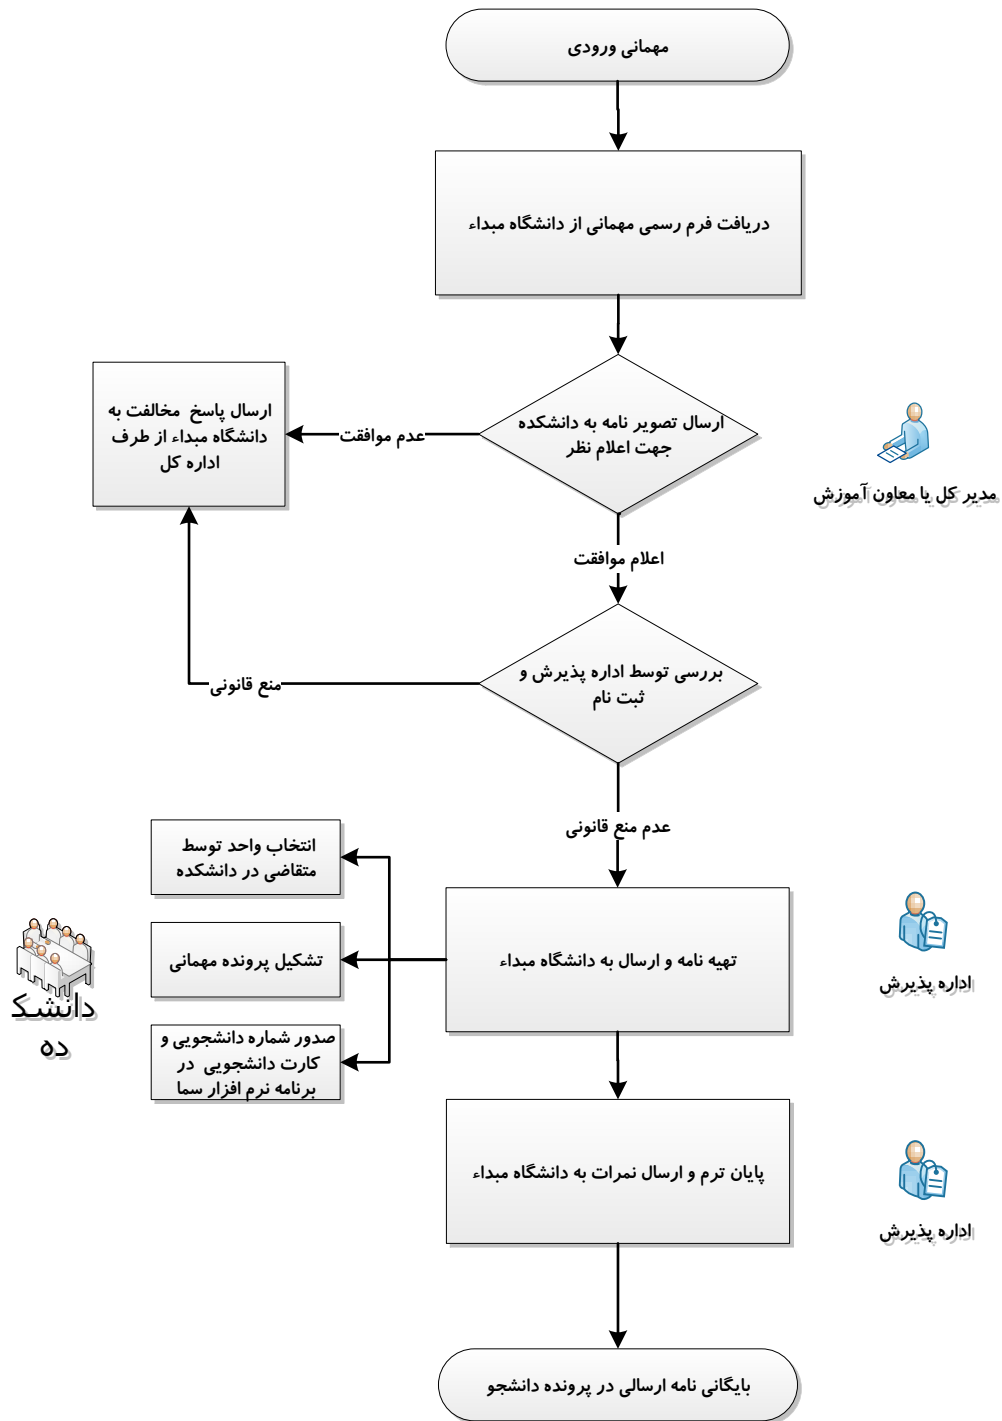 مهمانی ورودی
دریافت فرم رسمی مهمانی از دانشگاه مبداء
ارسال تصویر نامه به دانشکده
جهت اعلام نظر
عدم موافقت
ارسال پاسخ مخالفت به
دانشگاه مبداء از طرف
اداره کل
مدیر کل یا معاون آموزش
اعلام موافقت
بررسی توسط اداره پذیرش و
ثبت نام
منع قانونی
عدم منع قانونی
انتخاب واحد توسط
متقاضی در دانشکده
تهیه نامه و ارسال به دانشگاه مبداء
تشکیل پرونده مهمانی
صدور شماره دانشجویی و
کارت دانشجویی در
برنامه نرم افزار سما
دانشک
ده
اداره پذیرش
پایان ترم و ارسال نمرات به دانشگاه مبداء
اداره پذیرش
بایگانی نامه ارسالی در پرونده دانشجو